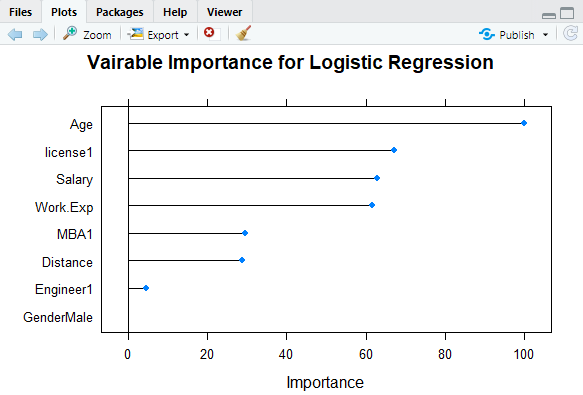 Files Plots Packages Help Viewer
Zoom Export Publish
Vairable Importance for Logistic Regression
Age
license1
Salary
Work.Exp
MBA1
Distance
Engineer1
GenderMale
0 20 40 60 80 100
Importance